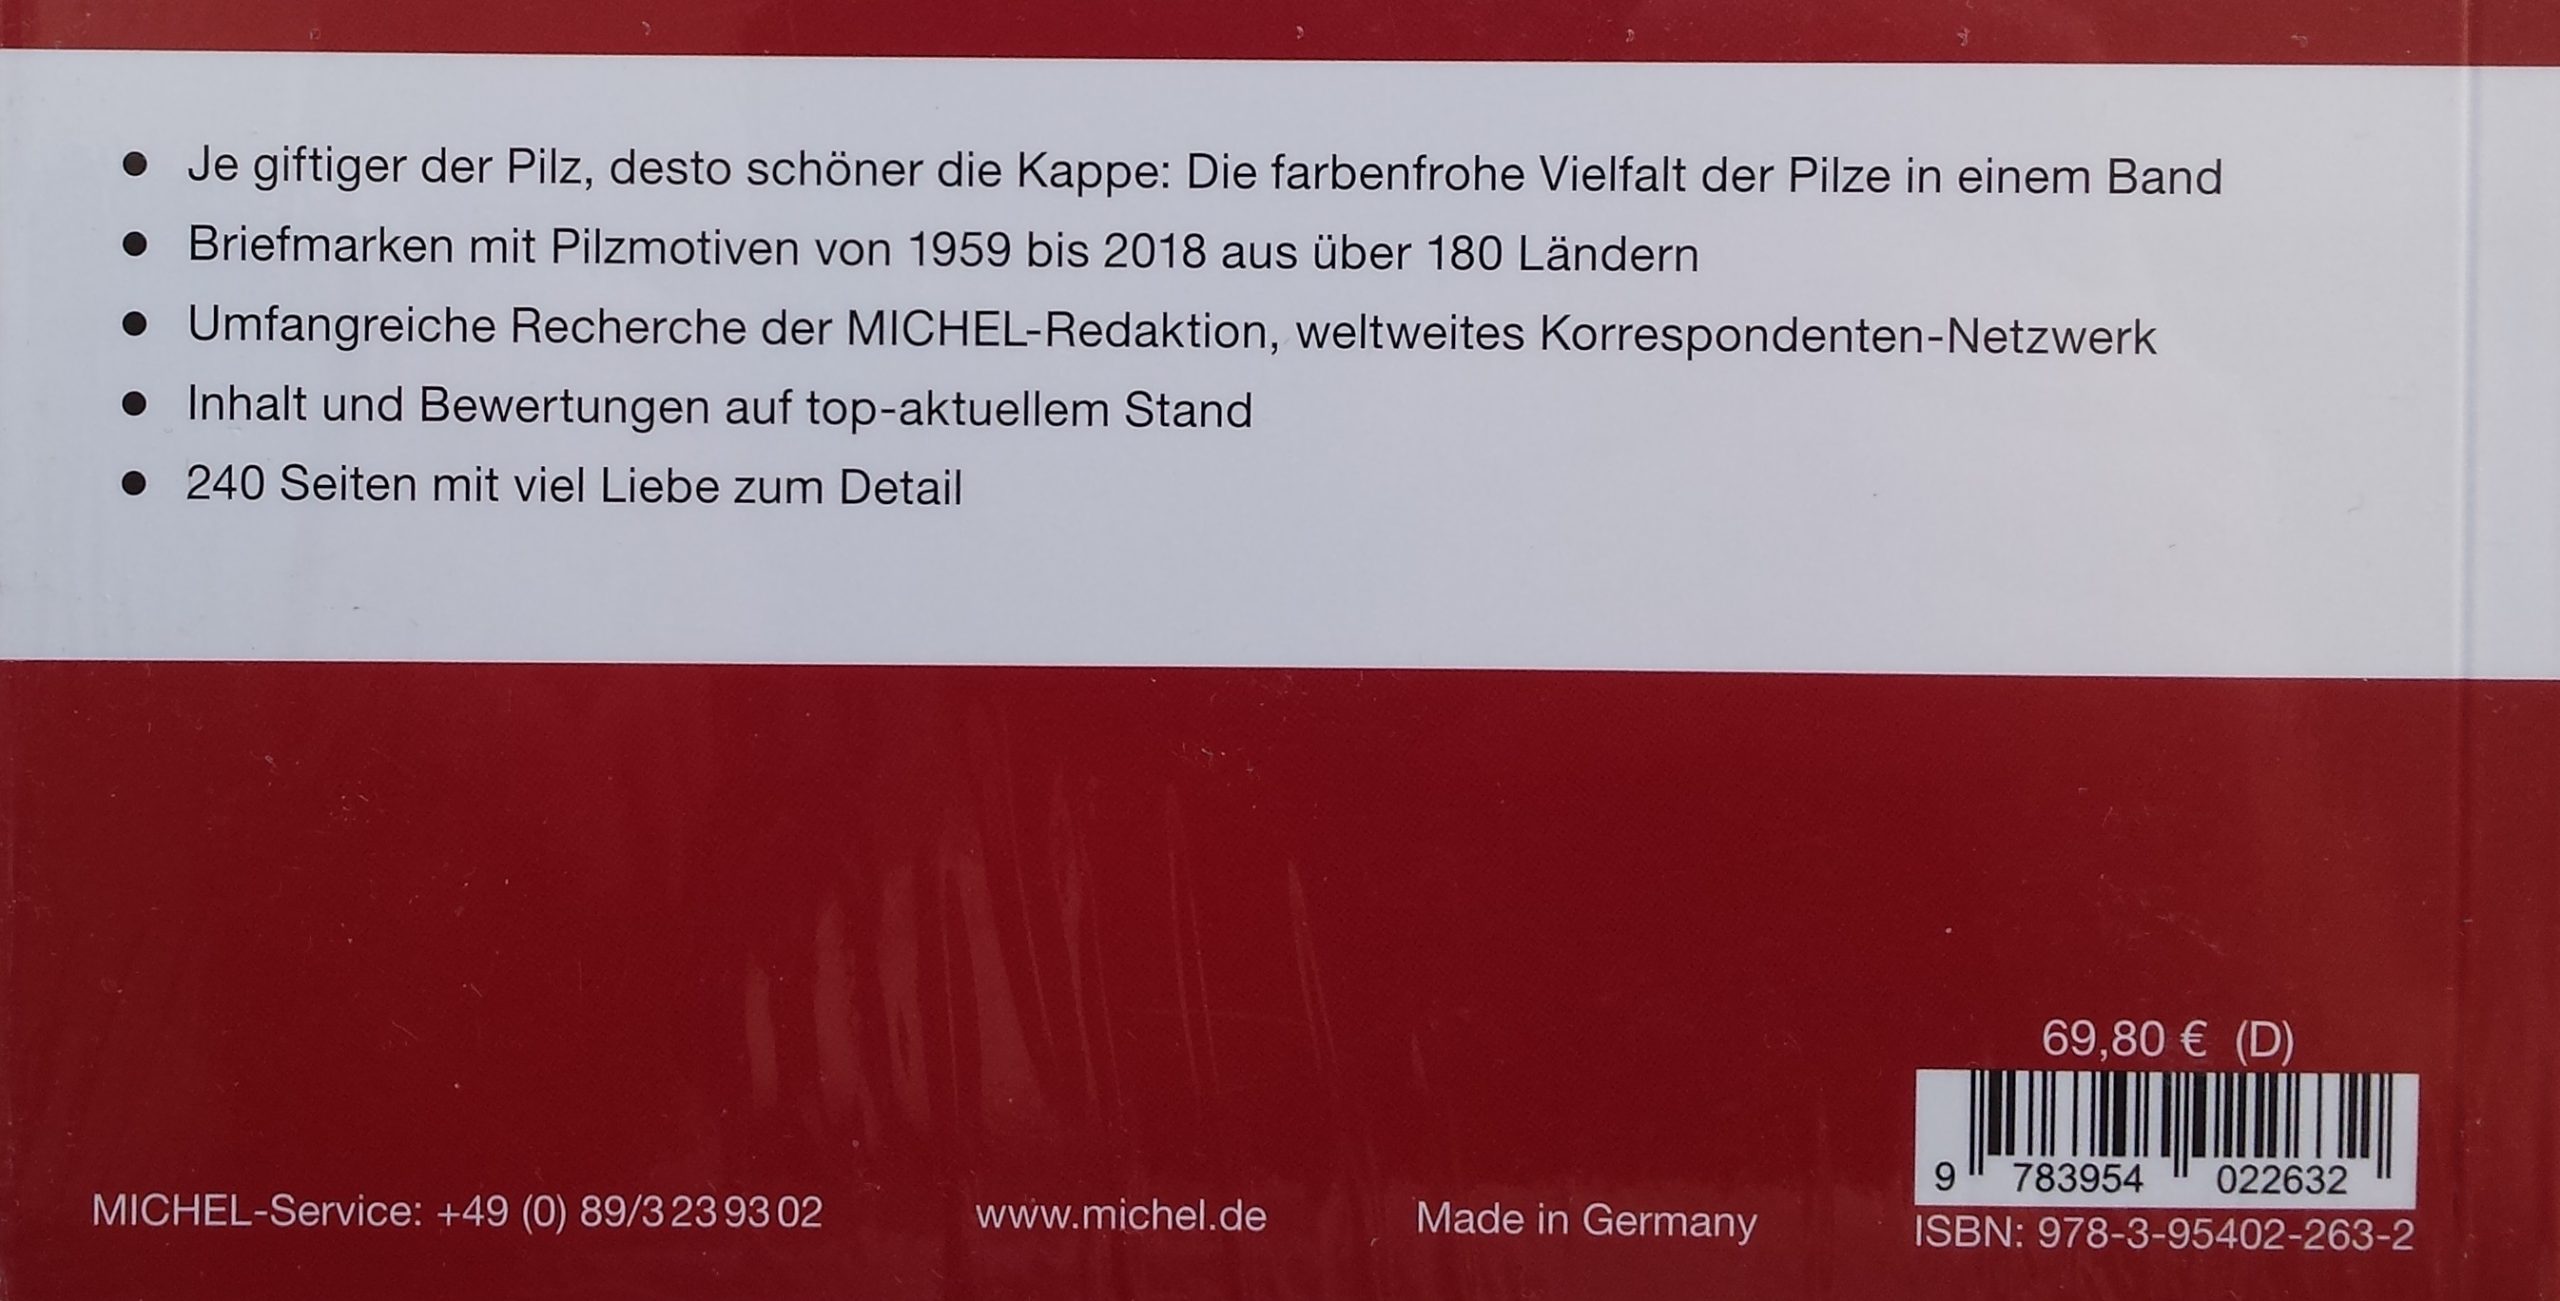 ● Je giftiger der Pilz, desto schöner die Kappe: Die farbenfrohe Vielfalt der Pilze in einem Band
● Briefmarken mit Pilzmotiven von 1959 bis 2018 aus über 180 Ländern
● Umfangreiche Recherche der MICHEL-Redaktion, weltweites Korrespondenten-Netzwerk
● Inhalt und Bewertungen auf top-aktuellem Stand
● 240 Seiten mit viel Liebe zum Detail
69,80 € (D)
9 783954 022632
MICHEL-Service: +49 (0) 89/3 239 3 02 www.michel.de Made in Germany ISBN: 978-3-95402-263-2